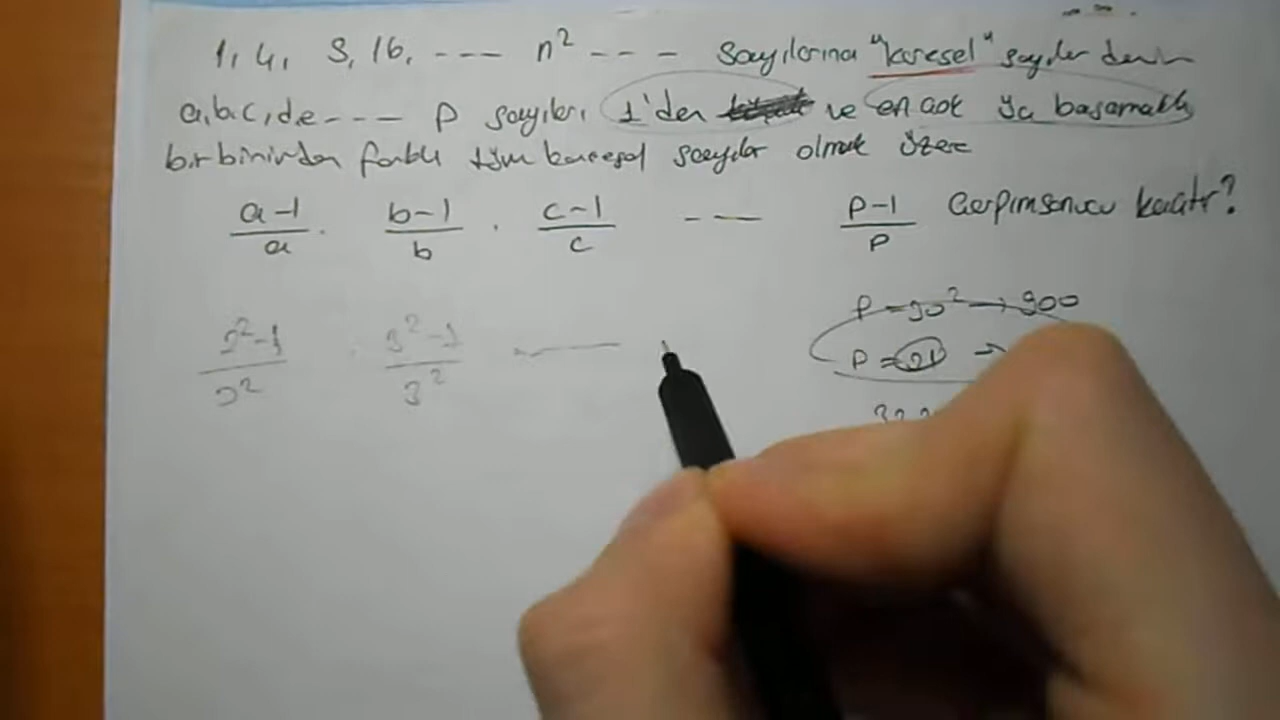 1, 4, 9, 16, --- n² --- sayılarına "karesel" sayılar denir
a, b, c, d, e --- p sayıları 1'den ve en çok üç basamaklı
birbirinden farklı tüm karesel sayılar olmak üzere
a-1/a · b-1/b · c-1/c --- p-1/p çarpım sonucu kaçtır?
p=30² → 900
2²-1/2² · 3²-1/3² ——
p=31 →